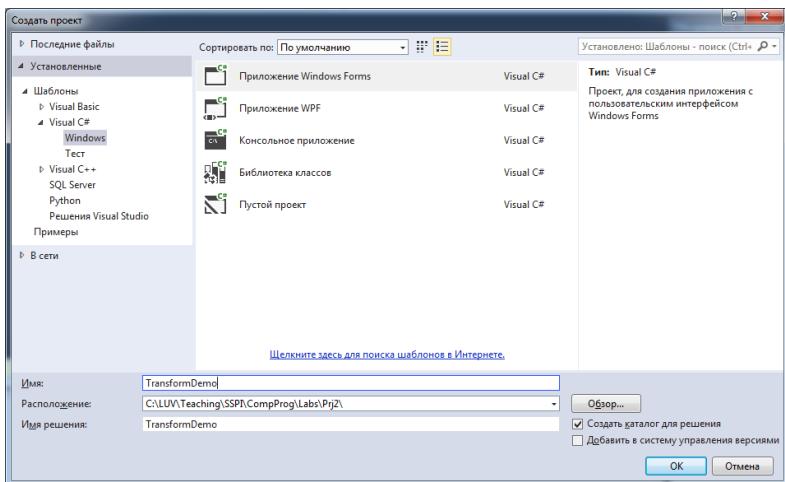 Создать проект
Последние файлы
Установленные
Шаблоны
Visual Basic
Visual C#
Windows
Тест
Visual C++
SQL Server
Python
Решения Visual Studio
Примеры
В сети
Сортировать по: По умолчанию
Приложение Windows Forms Visual C#
Приложение WPF Visual C#
Консольное приложение Visual C#
Библиотека классов Visual C#
Пустой проект Visual C#
Щелкните здесь для поиска шаблонов в Интернете.
Установлено: Шаблоны - поиск (Ctrl+
Тип: Visual C#
Проект, для создания приложения с
пользовательским интерфейсом
Windows Forms
Имя: TransformDemo
Расположение: C:\LUV\Teaching\SSPI\CompProg\Labs\Prj2\ Обзор...
Имя решения: TransformDemo Создать каталог для решения
Добавить в систему управления версиями
OK Отмена